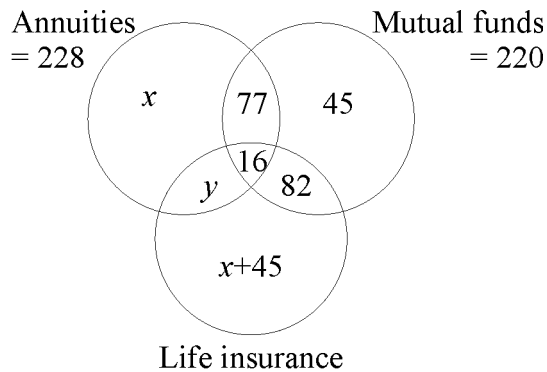 Annuities
= 228
Mutual funds
= 220
x
77
45
16
y
82
x+45
Life insurance